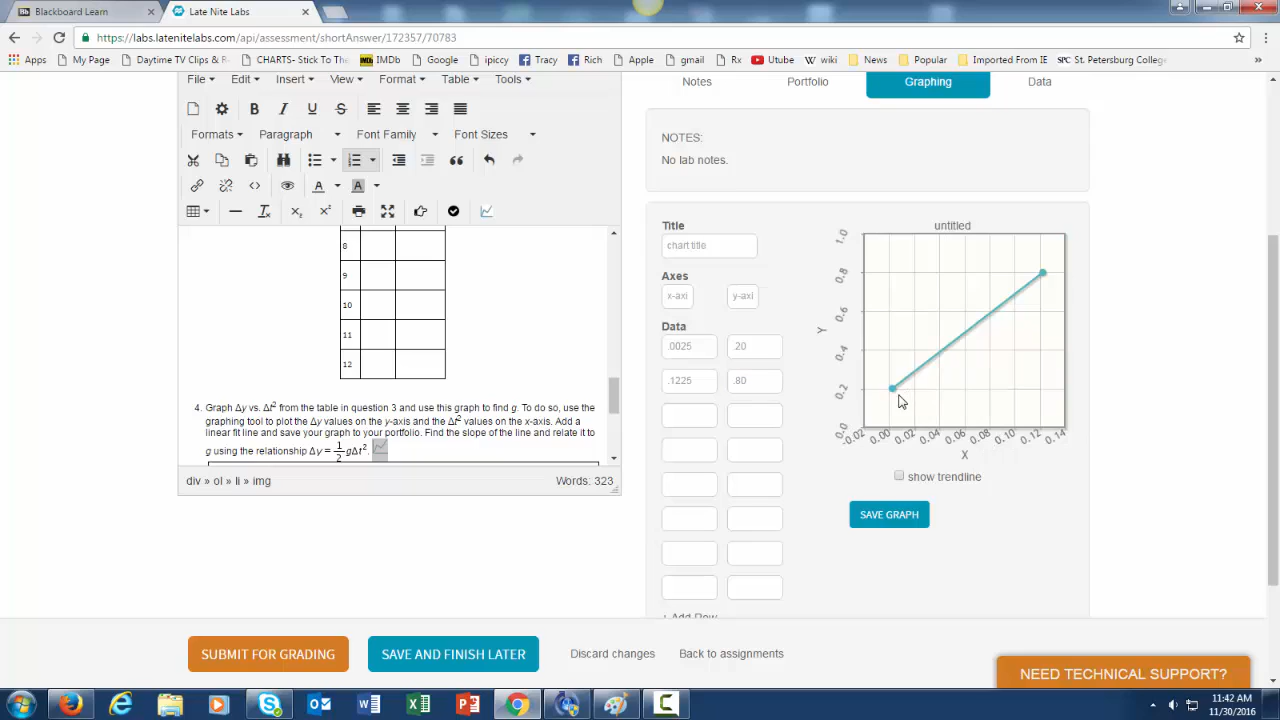 Blackboard Learn
Late Nite Labs
https://labs.latenitelabs.com/api/assessment/shortAnswer/172357/70783
Apps
My Page
Daytime TV Clips & R
CHARTS- Stick To The
IMDb
Google
ipiccy
Tracy
Rich
Apple
gmail
Rx
Utube
wiki
News
Popular
Imported From IE
SPC St. Petersburg Colleg
File Edit Insert View Format Table Tools
Notes Portfolio Graphing Data
Formats Paragraph Font Family Font Sizes
NOTES:
No lab notes.
8
9
10
11
12
4. Graph Δy vs. Δt² from the table in question 3 and use this graph to find g. To do so, use the
graphing tool to plot the Δy values on the y-axis and the Δt² values on the x-axis. Add a
linear fit line and save your graph to your portfolio. Find the slope of the line and relate it to
g using the relationship Δy = 1/2 gΔt².
div » ol » li » img
Words: 323
Title
chart title
Axes
x-axi y-axi
Data
.0025 .20
.1225 .80
+ Add Row
untitled
1.0
0.8
0.6
0.4
0.2
0.0
Y
-0.02 0.00 0.02 0.04 0.06 0.08 0.10 0.12 0.14
X
show trendline
SAVE GRAPH
SUBMIT FOR GRADING
SAVE AND FINISH LATER
Discard changes
Back to assignments
NEED TECHNICAL SUPPORT?
11:42 AM
11/30/2016